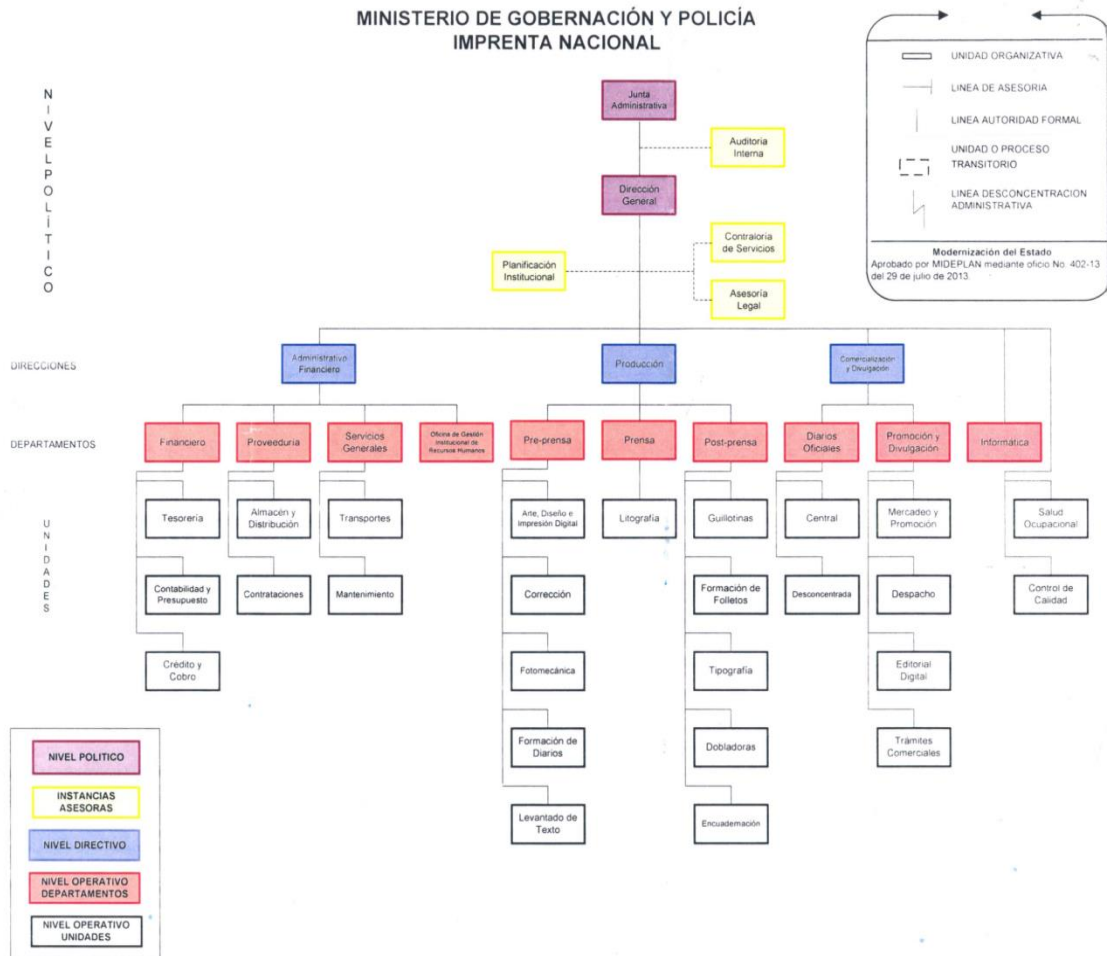 MINISTERIO DE GOBERNACIÓN Y POLICÍA
IMPRENTA NACIONAL
UNIDAD ORGANIZATIVA
LINEA DE ASESORIA
LINEA AUTORIDAD FORMAL
UNIDAD O PROCESO
TRANSITORIO
LINEA DESCONCENTRACION
ADMINISTRATIVA
Modernización del Estado
Aprobado por MIDEPLAN mediante oficio No. 402-13
del 29 de julio de 2013.
NIVEL POLÍTICO
Junta
Administrativa
Auditoria
Interna
Dirección
General
Contraloría
de Servicios
Planificación
Institucional
Asesoría
Legal
DIRECCIONES
Administrativo
Financiero
Producción
Comercialización
y Divulgación
DEPARTAMENTOS
Financiero
Proveeduría
Servicios
Generales
Oficina de Gestión
Institucional de
Recursos Humanos
Pre-prensa
Prensa
Post-prensa
Diarios
Oficiales
Promoción y
Divulgación
Informática
UNIDADES
Tesorería
Almacén y
Distribución
Transportes
Arte, Diseño e
Impresión Digital
Litografía
Guillotinas
Central
Mercadeo y
Promoción
Salud
Ocupacional
Contabilidad y
Presupuesto
Contrataciones
Mantenimiento
Corrección
Formación de
Folletos
Desconcentrada
Despacho
Control de
Calidad
Crédito y
Cobro
Fotomecánica
Tipografía
Editorial
Digital
Formación de
Diarios
Dobladoras
Trámites
Comerciales
Levantado de
Texto
Encuadernación
NIVEL POLITICO
INSTANCIAS
ASESORAS
NIVEL DIRECTIVO
NIVEL OPERATIVO
DEPARTAMENTOS
NIVEL OPERATIVO
UNIDADES